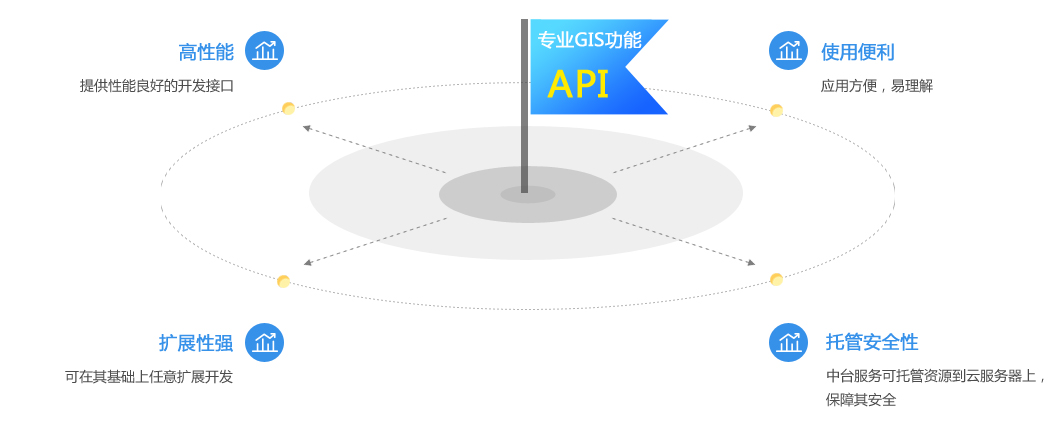 专业GIS功能
API
高性能
提供性能良好的开发接口
使用便利
应用方便，易理解
扩展性强
可在其基础上任意扩展开发
托管安全性
中台服务可托管资源到云服务器上，
保障其安全